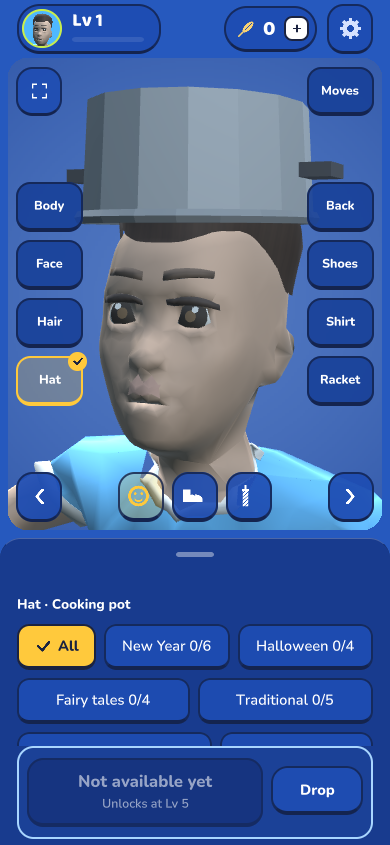 Lv 1
0
+
Moves
Body
Back
Face
Shoes
Hair
Shirt
Hat
Racket
Hat · Cooking pot
All
New Year 0/6
Halloween 0/4
Fairy tales 0/4
Traditional 0/5
Not available yet
Unlocks at Lv 5
Drop